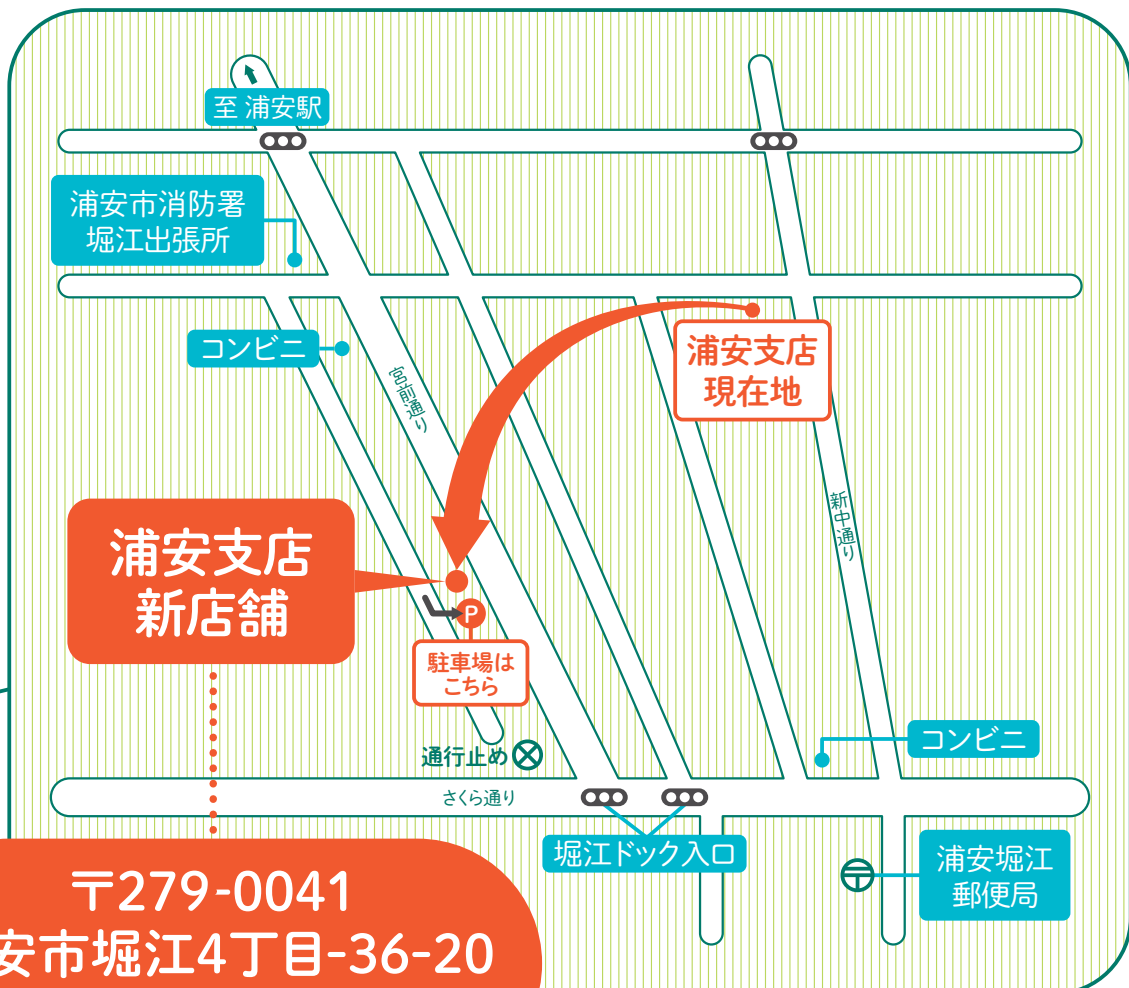 至 浦安駅
浦安市消防署
堀江出張所
コンビニ
宮前通り
浦安支店
現在地
新中通り
浦安支店
新店舗
P
駐車場は
こちら
通行止め
コンビニ
さくら通り
堀江ドック入口
浦安堀江
郵便局
〒279-0041
安市堀江4丁目-36-20